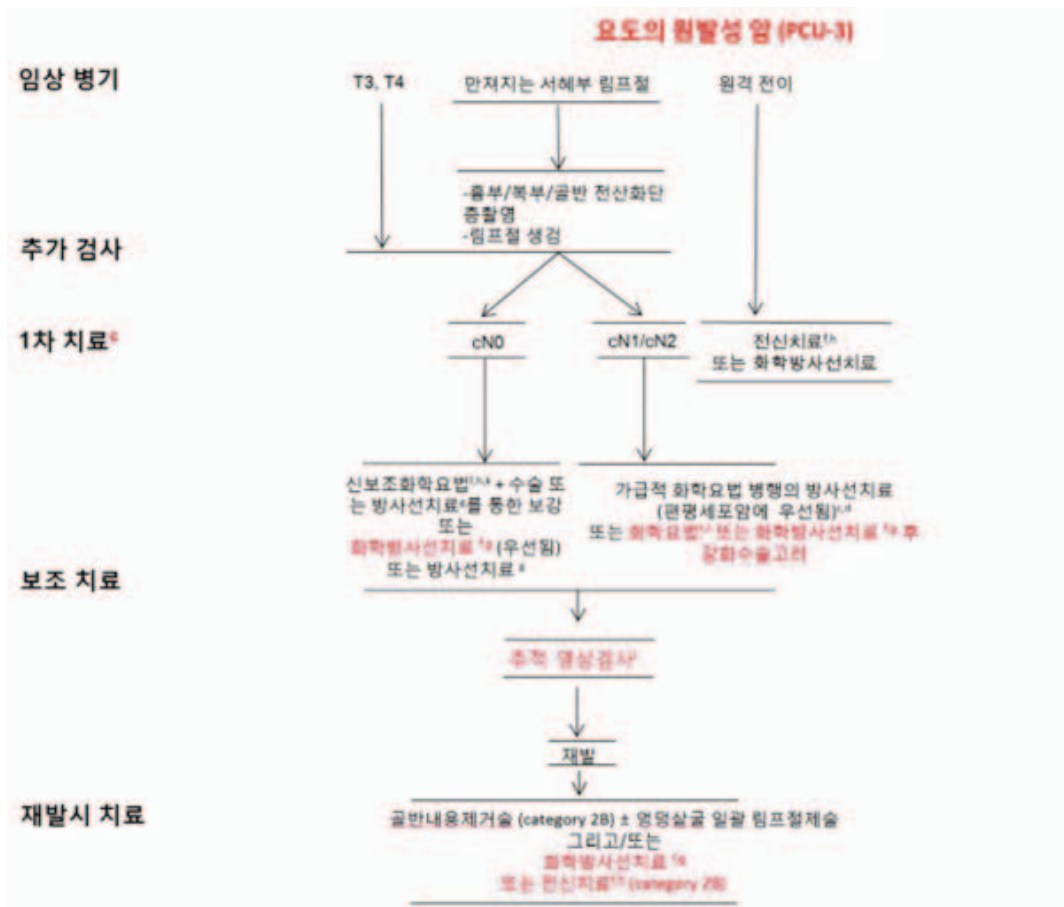 요도의 원발성 암 (PCU-3)
임상 병기
T3, T4
만져지는 서혜부 림프절
원격 전이
-흉부/복부/골반 전산화단
층촬영
-림프절 생검
추가 검사
1차 치료
cN0
cN1/cN2
전신치료
또는 화학방사선치료
신보조화학요법 + 수술 또
는 방사선치료 를 통한 보강
또는
화학방사선치료 (우선됨)
또는 방사선치료
가급적 화학요법 병행의 방사선치료
(편평세포암에 우선됨)
또는 화학요법 또는 화학방사선치료 후
강화수술고려
보조 치료
추적 영상검사
재발
재발시 치료
골반내용제거술 (category 2B) ± 엉덩샅굴 일괄 림프절제술
그리고/또는
화학방사선치료
또는 전신치료 (category 2B)